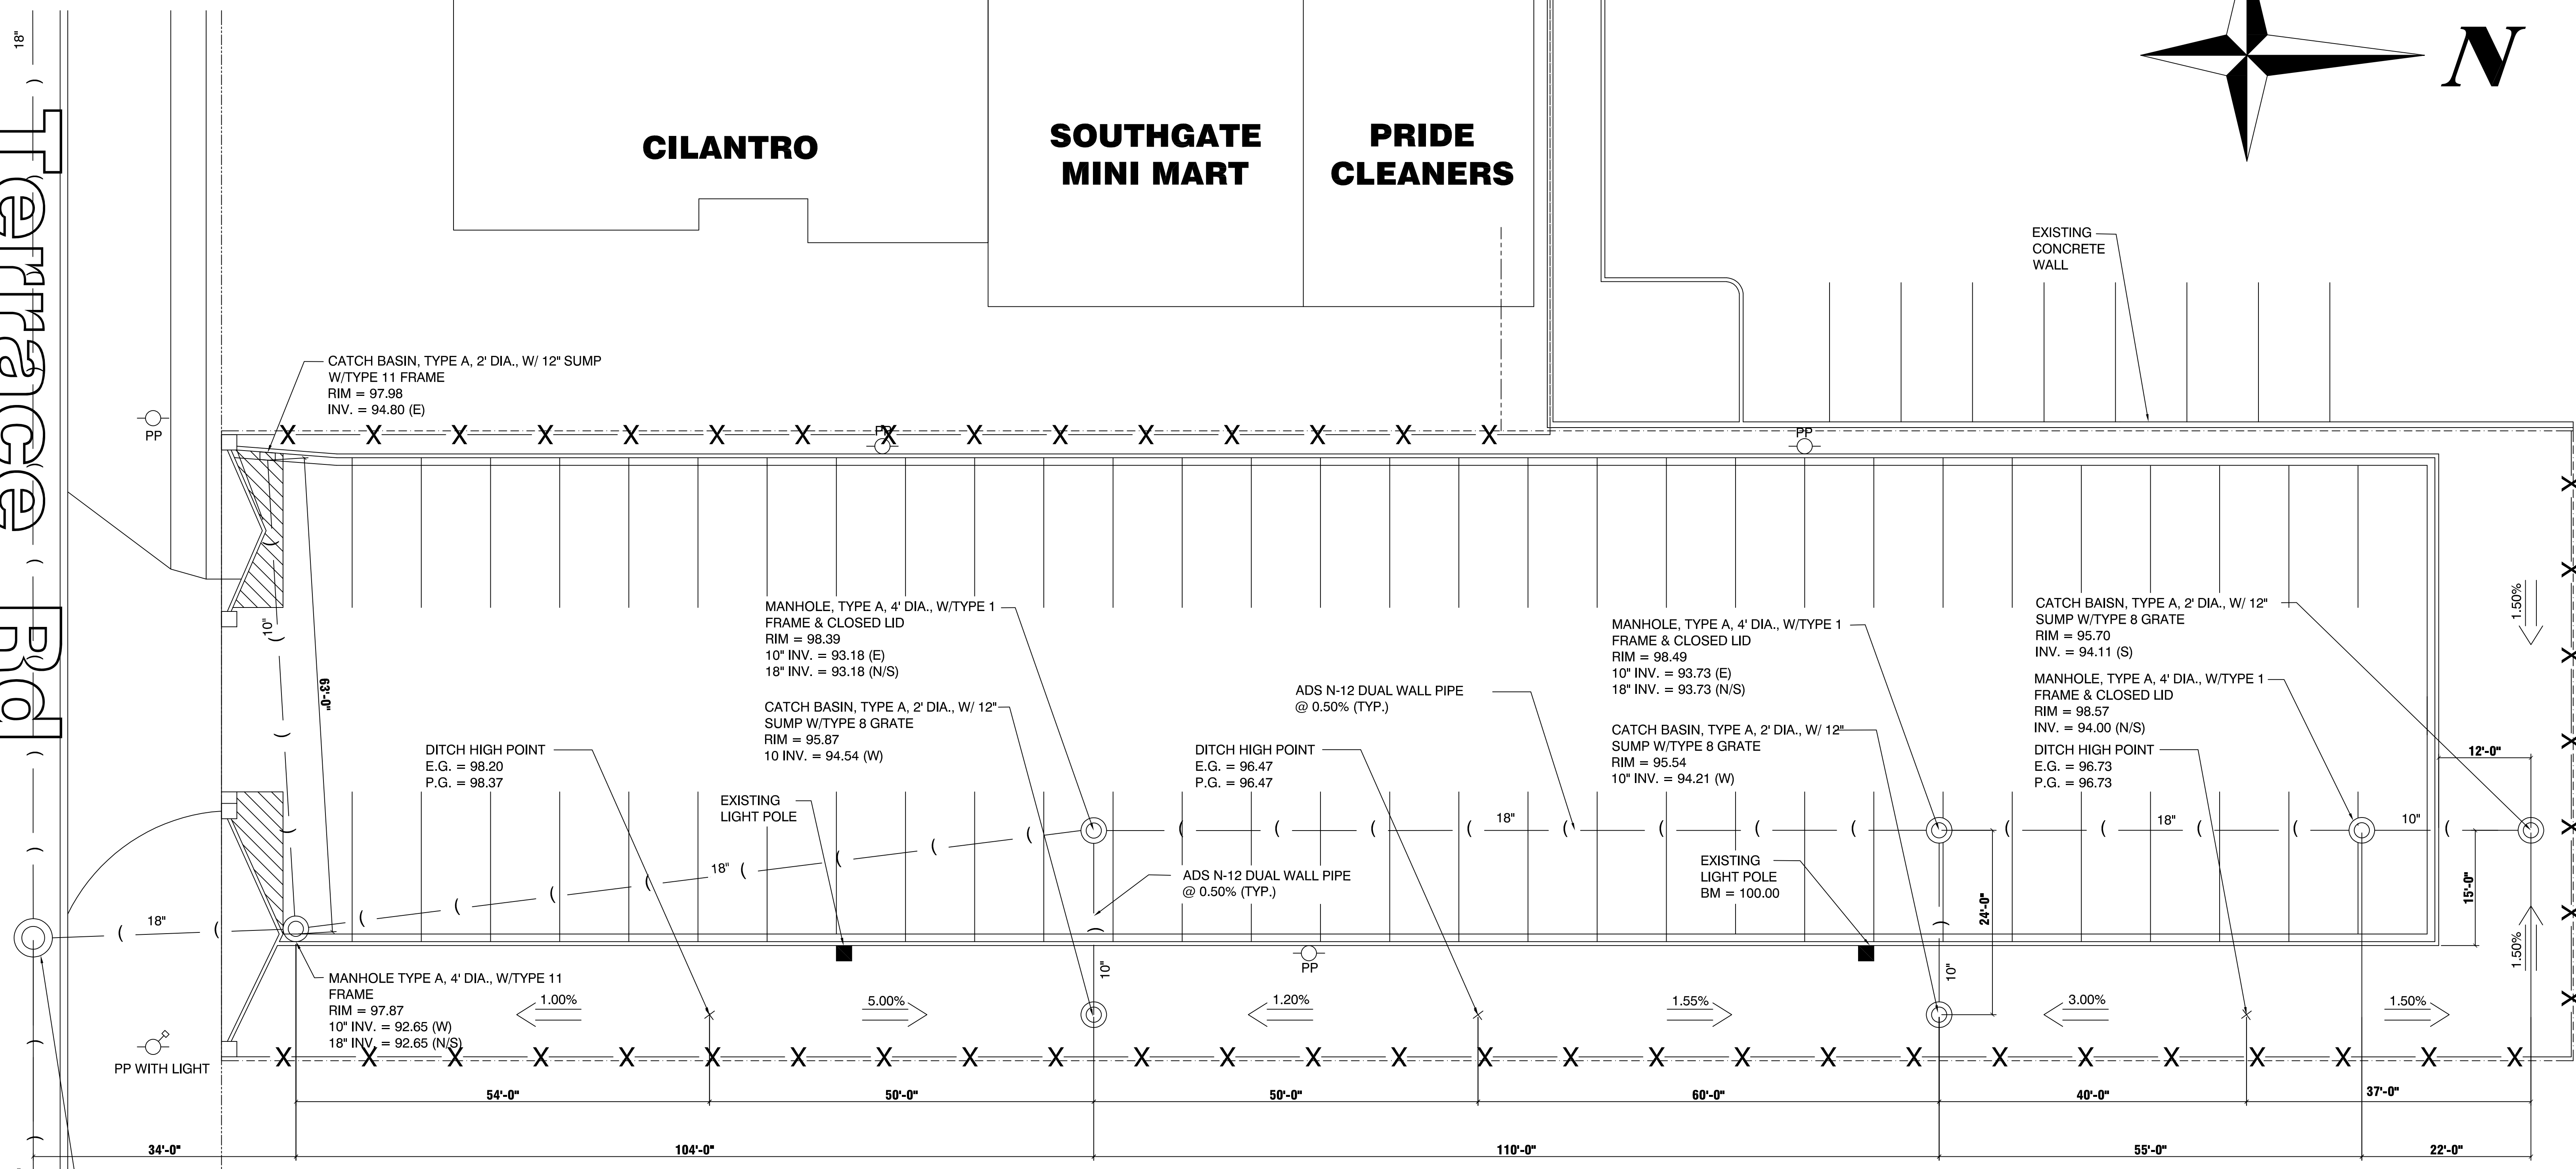 18"
N
CILANTRO
SOUTHGATE
MINI MART
PRIDE
CLEANERS
EXISTING
CONCRETE
WALL
Terrace Rd
CATCH BASIN, TYPE A, 2' DIA., W/ 12" SUMP
W/TYPE 11 FRAME
RIM = 97.98
INV. = 94.80 (E)
PP
PP
PP
X X X X X X X X X X X X X X X
10"
63'-0"
MANHOLE, TYPE A, 4' DIA., W/TYPE 1
FRAME & CLOSED LID
RIM = 98.39
10" INV. = 93.18 (E)
18" INV. = 93.18 (N/S)
CATCH BASIN, TYPE A, 2' DIA., W/ 12"
SUMP W/TYPE 8 GRATE
RIM = 95.87
10 INV. = 94.54 (W)
DITCH HIGH POINT
E.G. = 98.20
P.G. = 98.37
EXISTING
LIGHT POLE
ADS N-12 DUAL WALL PIPE
@ 0.50% (TYP.)
DITCH HIGH POINT
E.G. = 96.47
P.G. = 96.47
MANHOLE, TYPE A, 4' DIA., W/TYPE 1
FRAME & CLOSED LID
RIM = 98.49
10" INV. = 93.73 (E)
18" INV. = 93.73 (N/S)
CATCH BASIN, TYPE A, 2' DIA., W/ 12"
SUMP W/TYPE 8 GRATE
RIM = 95.54
10" INV. = 94.21 (W)
CATCH BAISN, TYPE A, 2' DIA., W/ 12"
SUMP W/TYPE 8 GRATE
RIM = 95.70
INV. = 94.11 (S)
MANHOLE, TYPE A, 4' DIA., W/TYPE 1
FRAME & CLOSED LID
RIM = 98.57
INV. = 94.00 (N/S)
DITCH HIGH POINT
E.G. = 96.73
P.G. = 96.73
1.50%
12'-0"
18"
18"
10"
18"
ADS N-12 DUAL WALL PIPE
@ 0.50% (TYP.)
EXISTING
LIGHT POLE
BM = 100.00
24'-0"
15'-0"
1.50%
18"
10"
10"
PP
MANHOLE TYPE A, 4' DIA., W/TYPE 11
FRAME
RIM = 97.87
10" INV. = 92.65 (W)
18" INV. = 92.65 (N/S)
1.00%
5.00%
1.20%
1.55%
3.00%
1.50%
PP WITH LIGHT
X X X X X X X X X X X X X X X X X X X X X X X X X X X
X X X X X X X
54'-0"
50'-0"
50'-0"
60'-0"
40'-0"
37'-0"
34'-0"
104'-0"
110'-0"
55'-0"
22'-0"